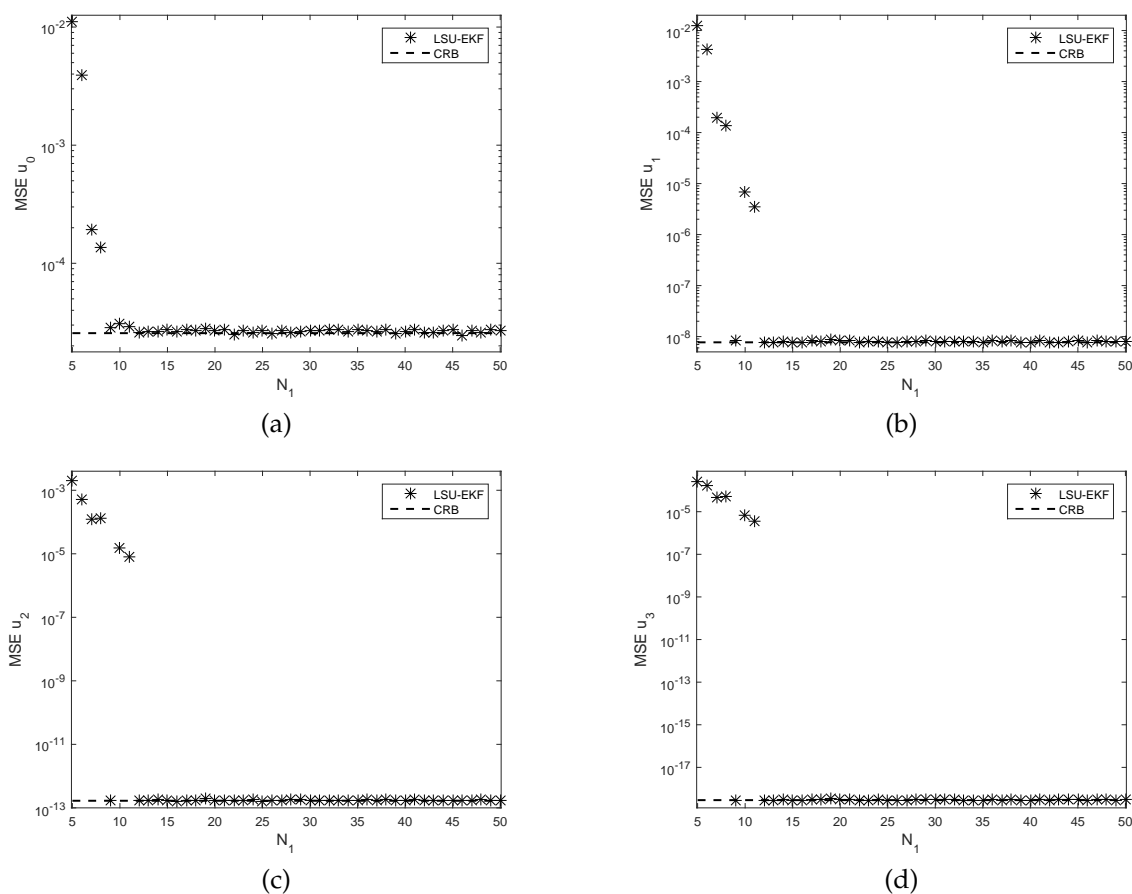 10^-2
10^-3
10^-4
MSE u_0
5 10 15 20 25 30 35 40 45 50
N_1
LSU-EKF
CRB
(a)
10^-2
10^-3
10^-4
10^-5
10^-6
10^-7
10^-8
MSE u_1
5 10 15 20 25 30 35 40 45 50
N_1
LSU-EKF
CRB
(b)
10^-3
10^-5
10^-7
10^-9
10^-11
10^-13
MSE u_2
5 10 15 20 25 30 35 40 45 50
N_1
LSU-EKF
CRB
(c)
10^-5
10^-7
10^-9
10^-11
10^-13
10^-15
10^-17
MSE u_3
5 10 15 20 25 30 35 40 45 50
N_1
LSU-EKF
CRB
(d)